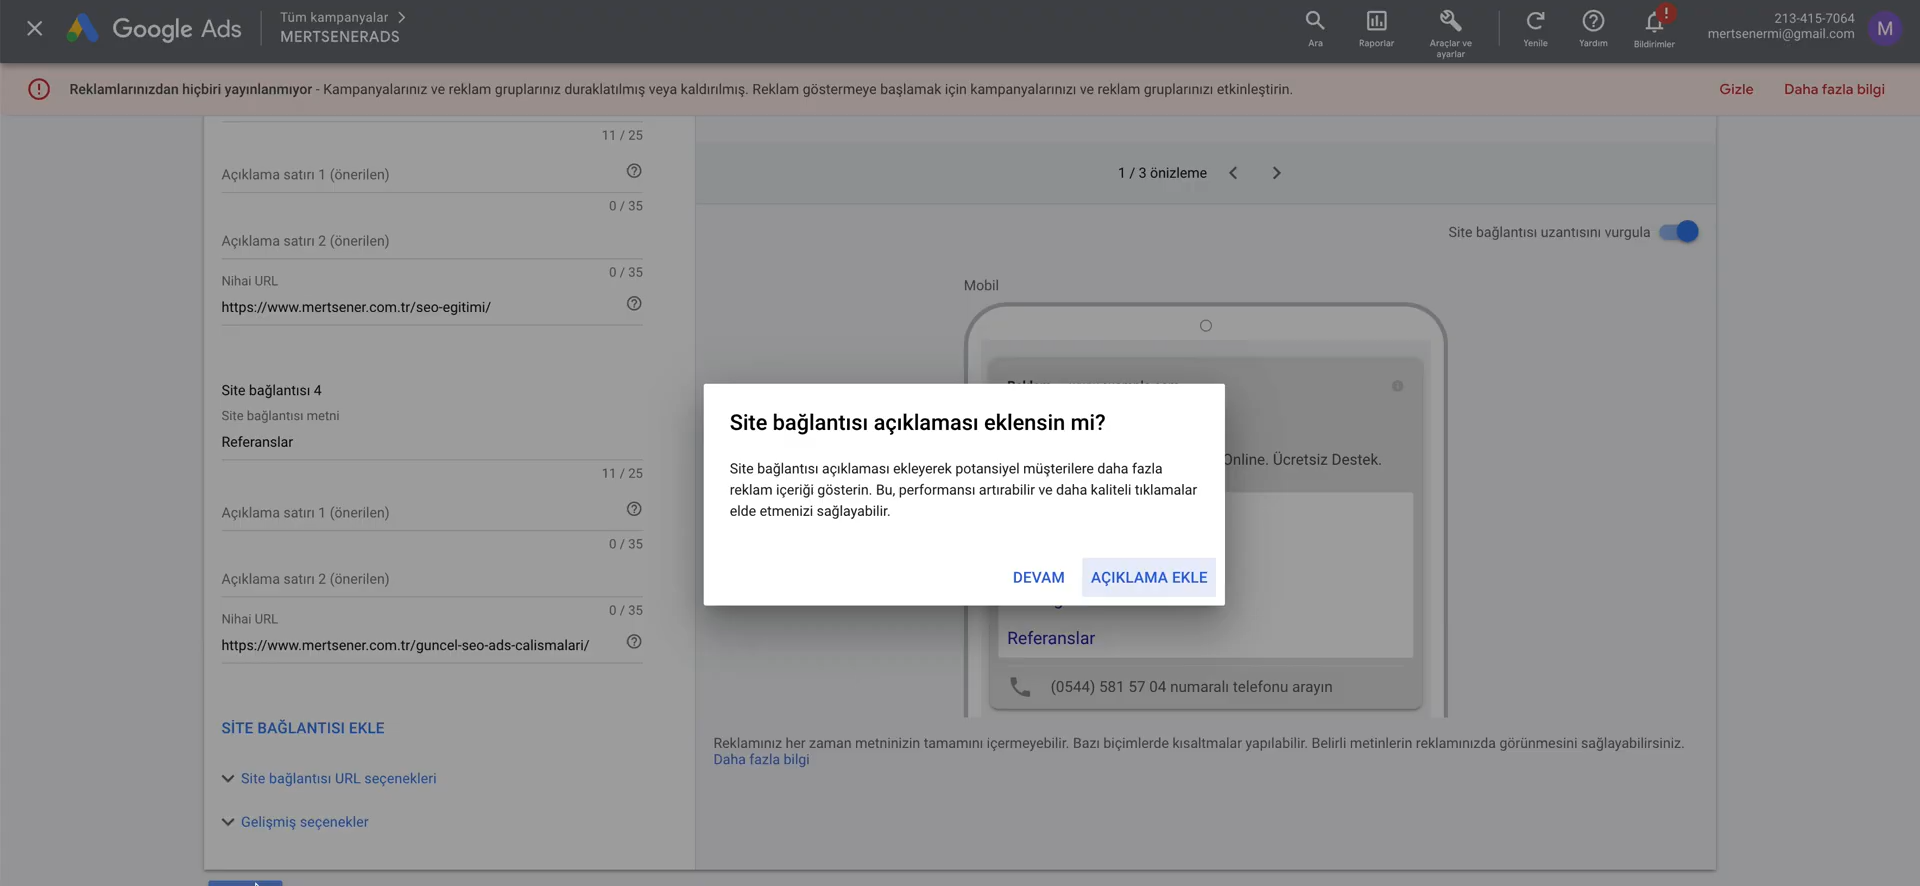 Google Ads
Tüm kampanyalar
MERTSENERADS
Ara
Raporlar
Araçlar ve
ayarlar
Yenile
Yardım
Bildirimler
213-415-7064
mertsenermi@gmail.com
M
Reklamlarınızdan hiçbiri yayınlanmıyor - Kampanyalarınız ve reklam gruplarınız duraklatılmış veya kaldırılmış. Reklam göstermeye başlamak için kampanyalarınızı ve reklam gruplarınızı etkinleştirin.
Gizle
Daha fazla bilgi
11 / 25
Açıklama satırı 1 (önerilen)
0 / 35
Açıklama satırı 2 (önerilen)
0 / 35
Nihai URL
https://www.mertsener.com.tr/seo-egitimi/
Site bağlantısı 4
Site bağlantısı metni
Referanslar
11 / 25
Açıklama satırı 1 (önerilen)
0 / 35
Açıklama satırı 2 (önerilen)
0 / 35
Nihai URL
https://www.mertsener.com.tr/guncel-seo-ads-calismalari/
SİTE BAĞLANTISI EKLE
Site bağlantısı URL seçenekleri
Gelişmiş seçenekler
1 / 3 önizleme
Site bağlantısı uzantısını vurgula
Mobil
Online. Ücretsiz Destek.
Site bağlantısı açıklaması eklensin mi?
Site bağlantısı açıklaması ekleyerek potansiyel müşterilere daha fazla
reklam içeriği gösterin. Bu, performansı artırabilir ve daha kaliteli tıklamalar
elde etmenizi sağlayabilir.
DEVAM
AÇIKLAMA EKLE
Referanslar
(0544) 581 57 04 numaralı telefonu arayın
Reklamınız her zaman metninizin tamamını içermeyebilir. Bazı biçimlerde kısaltmalar yapılabilir. Belirli metinlerin reklamınızda görünmesini sağlayabilirsiniz.
Daha fazla bilgi